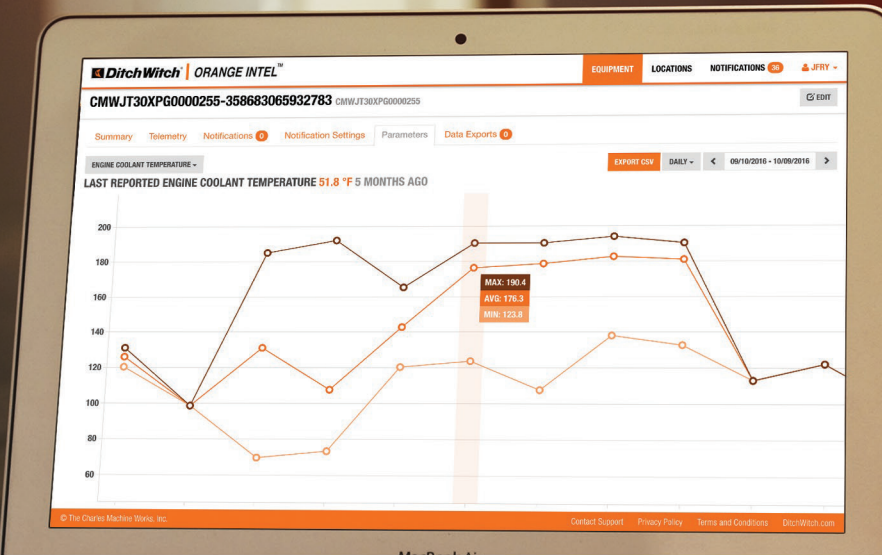 DitchWitch® ORANGE INTEL™
EQUIPMENT LOCATIONS NOTIFICATIONS 36 JFRY
CMWJT30XPG0000255-358683065932783 CMWJT30XPG0000255
EDIT
Summary Telemetry Notifications 0 Notification Settings Parameters Data Exports 0
ENGINE COOLANT TEMPERATURE
EXPORT CSV DAILY 09/10/2016 - 10/09/2016
LAST REPORTED ENGINE COOLANT TEMPERATURE 51.8 °F 5 MONTHS AGO
200
180
MAX: 190.4
160
AVG: 176.3
MIN: 123.8
140
120
100
80
60
© The Charles Machine Works, Inc.
Contact Support Privacy Policy Terms and Conditions DitchWitch.com